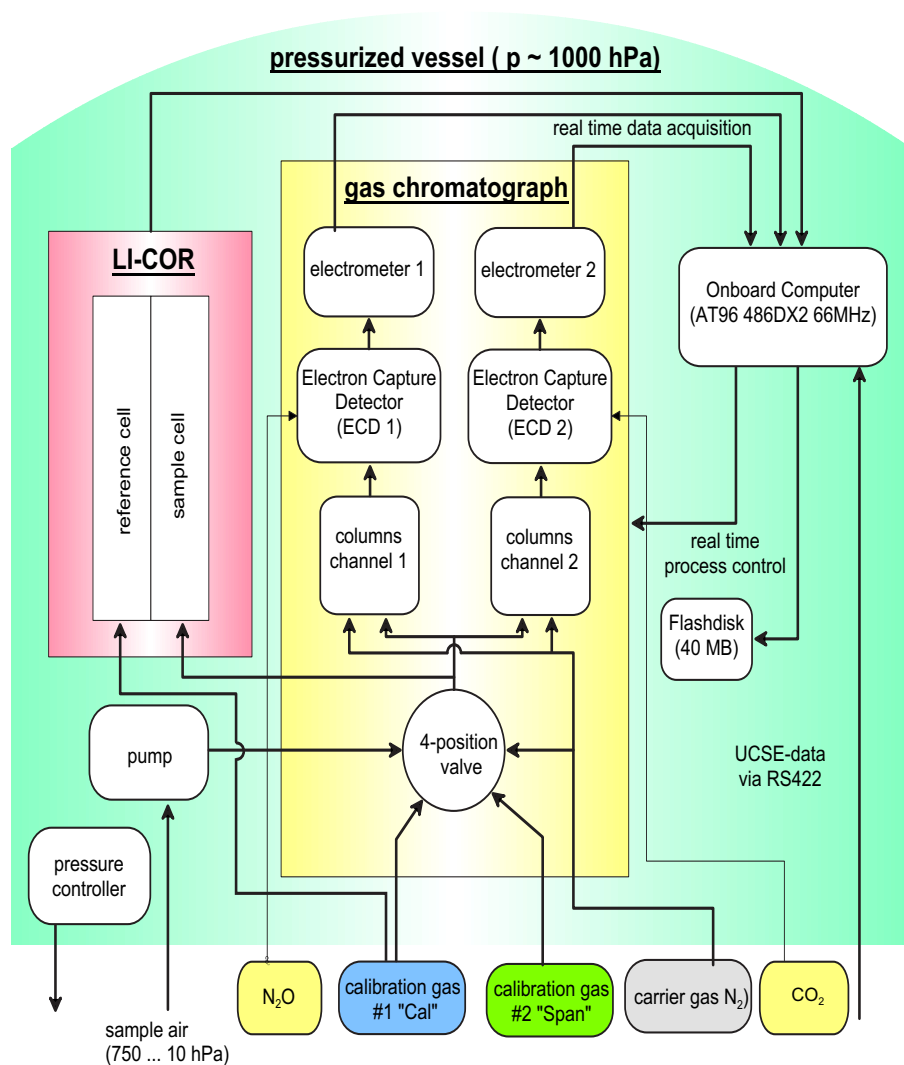 pressurized vessel ( p ~ 1000 hPa)
real time data acquisition
gas chromatograph
LI-COR
reference cell
sample cell
electrometer 1
electrometer 2
Onboard Computer
(AT96 486DX2 66MHz)
Electron Capture
Detector
(ECD 1)
Electron Capture
Detector
(ECD 2)
columns
channel 1
columns
channel 2
real time
process control
Flashdisk
(40 MB)
pump
4-position
valve
UCSE-data
via RS422
pressure
controller
N₂O
calibration gas
#1 "Cal"
calibration gas
#2 "Span"
carrier gas N₂)
CO₂
sample air
(750 ... 10 hPa)